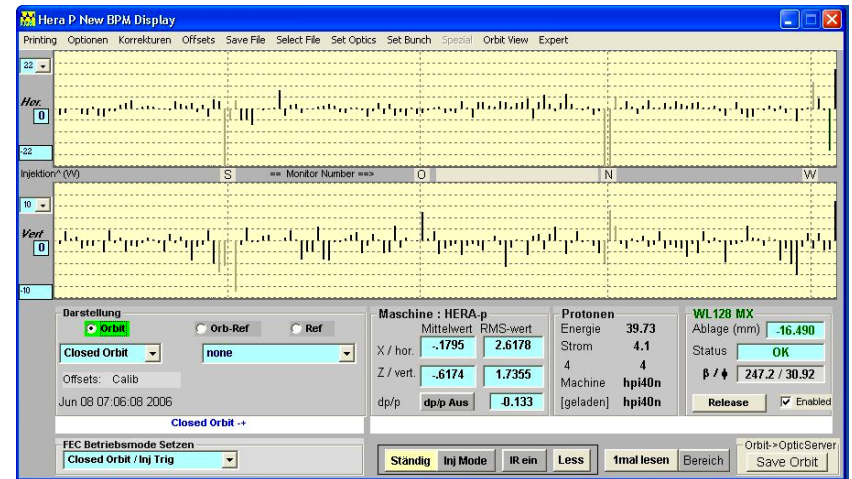 Hera P New BPM Display
Printing Optionen Korrekturen Offsets Save File Select File Set Optics Set Bunch Spezial Orbit View Expert
22
Hor.
0
-22
Injektion^ (W) S == Monitor Number ==> O N W
10
Vert
0
-10
Darstellung
Orbit Orb-Ref Ref
Closed Orbit none
Offsets: Calib
Jun 08 07:06:08 2006
Closed Orbit -+
Maschine : HERA-p
Mittelwert RMS-wert
X / hor. -.1795 2.6178
Z / vert. -.6174 1.7355
dp/p dp/p Aus -0.133
Protonen
Energie 39.73
Strom 4.1
4 4
Machine hpi40n
[geladen] hpi40n
WL128 MX
Ablage (mm) -16.490
Status OK
β / ϕ 247.2 / 30.92
Release Enabled
FEC Betriebsmode Setzen
Closed Orbit / Inj Trig
Ständig Inj Mode IR ein Less 1mal lesen Bereich
Orbit->OpticServer
Save Orbit